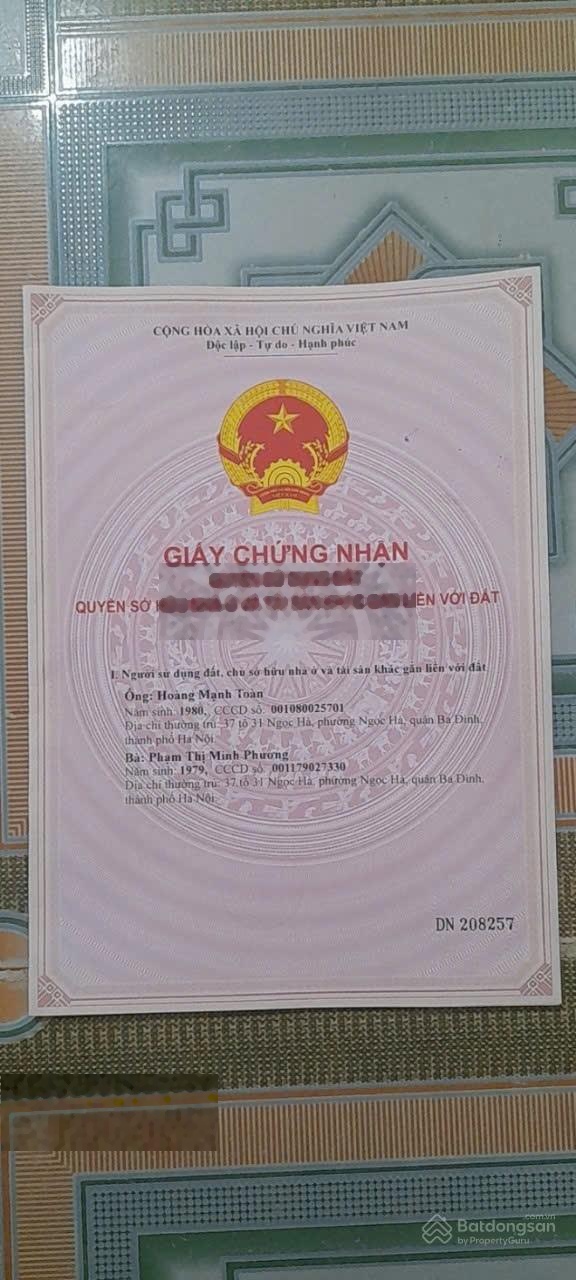 CỘNG HÒA XÃ HỘI CHỦ NGHĨA VIỆT NAM
Độc lập - Tự do - Hạnh phúc
GIẤY CHỨNG NHẬN
QUYỀN SỞ LIỀN VỚI ĐẤT
I. Người sử dụng đất, chủ sở hữu nhà ở và tài sản khác gắn liền với đất
Ông: Hoàng Mạnh Toàn
Năm sinh: 1980, CCCD số: 001080025701
Địa chỉ thường trú: 37 tổ 31 Ngọc Hà, phường Ngọc Hà, quận Ba Đình,
thành phố Hà Nội.
Bà: Phạm Thị Minh Phương
Năm sinh: 1979, CCCD số: 001179027330
Địa chỉ thường trú: 37 tổ 31 Ngọc Hà, phường Ngọc Hà, quận Ba Đình,
thành phố Hà Nội.
DN 208257
Batdongsan.com.vn
by PropertyGuru